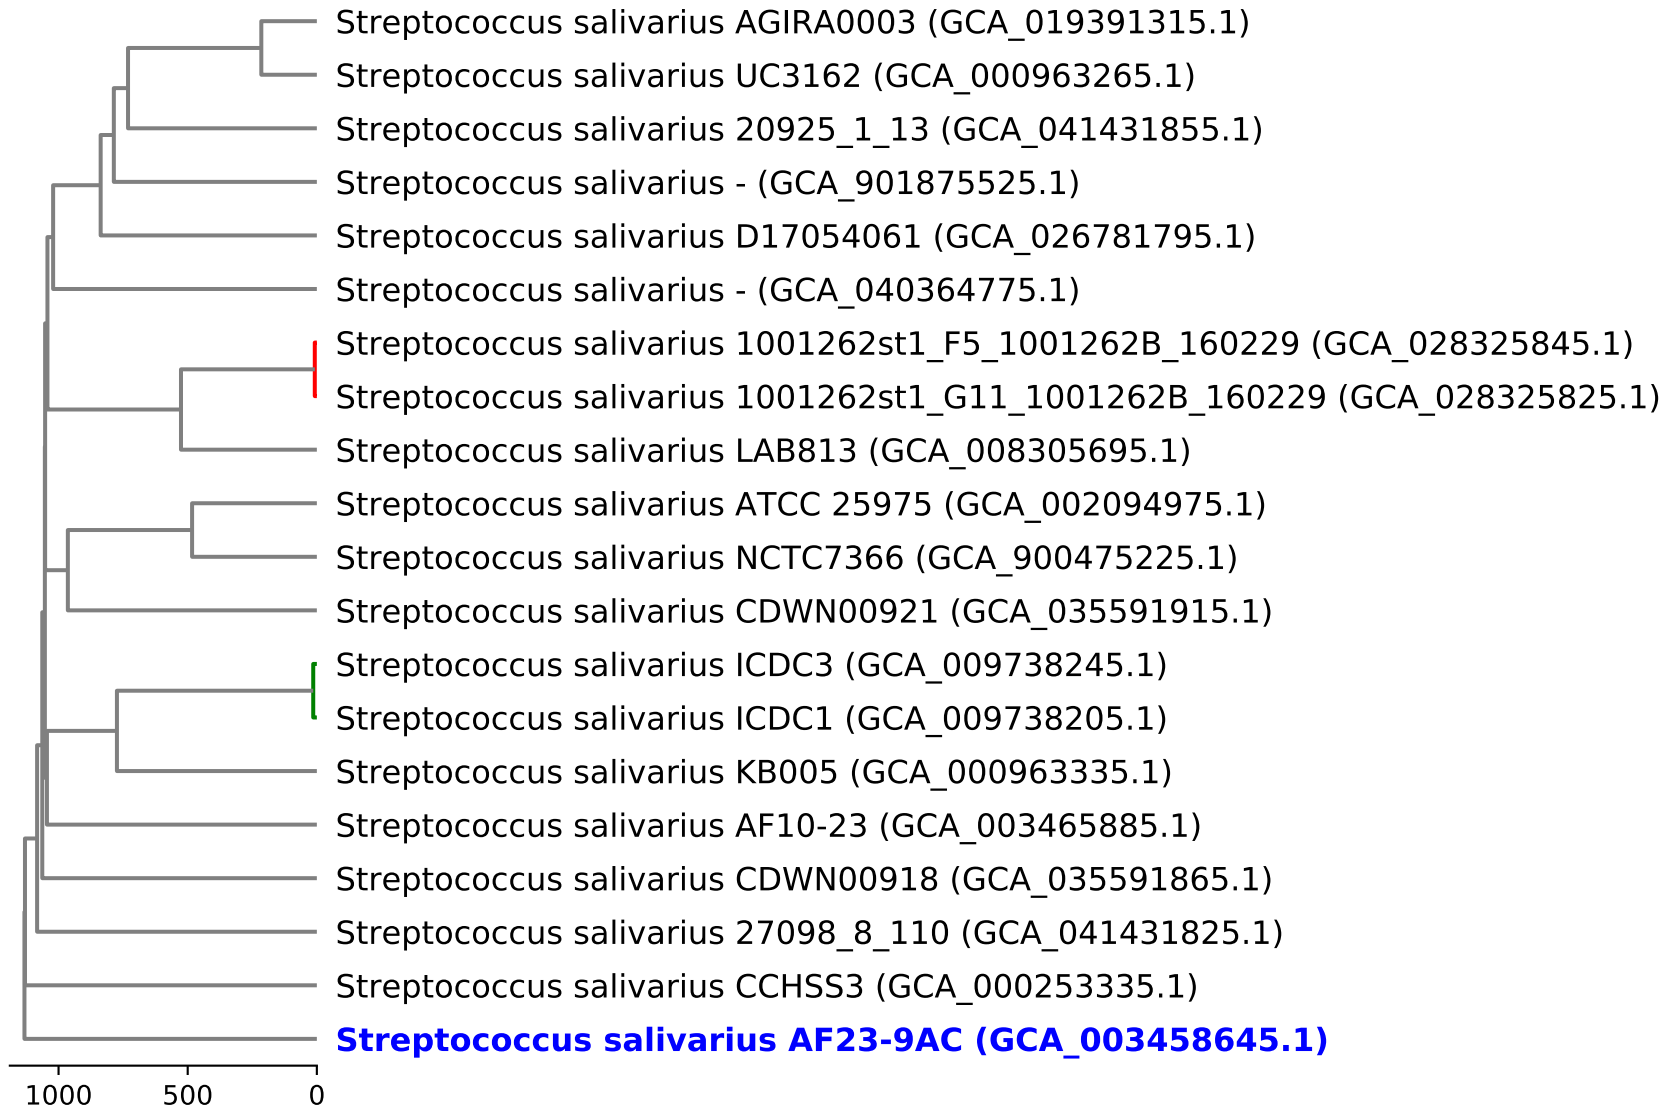 Streptococcus salivarius AGIRA0003 (GCA_019391315.1)
Streptococcus salivarius UC3162 (GCA_000963265.1)
Streptococcus salivarius 20925_1_13 (GCA_041431855.1)
Streptococcus salivarius - (GCA_901875525.1)
Streptococcus salivarius D17054061 (GCA_026781795.1)
Streptococcus salivarius - (GCA_040364775.1)
Streptococcus salivarius 1001262st1_F5_1001262B_160229 (GCA_028325845.1)
Streptococcus salivarius 1001262st1_G11_1001262B_160229 (GCA_028325825.1)
Streptococcus salivarius LAB813 (GCA_008305695.1)
Streptococcus salivarius ATCC 25975 (GCA_002094975.1)
Streptococcus salivarius NCTC7366 (GCA_900475225.1)
Streptococcus salivarius CDWN00921 (GCA_035591915.1)
Streptococcus salivarius ICDC3 (GCA_009738245.1)
Streptococcus salivarius ICDC1 (GCA_009738205.1)
Streptococcus salivarius KB005 (GCA_000963335.1)
Streptococcus salivarius AF10-23 (GCA_003465885.1)
Streptococcus salivarius CDWN00918 (GCA_035591865.1)
Streptococcus salivarius 27098_8_110 (GCA_041431825.1)
Streptococcus salivarius CCHSS3 (GCA_000253335.1)
Streptococcus salivarius AF23-9AC (GCA_003458645.1)
1000 500 0